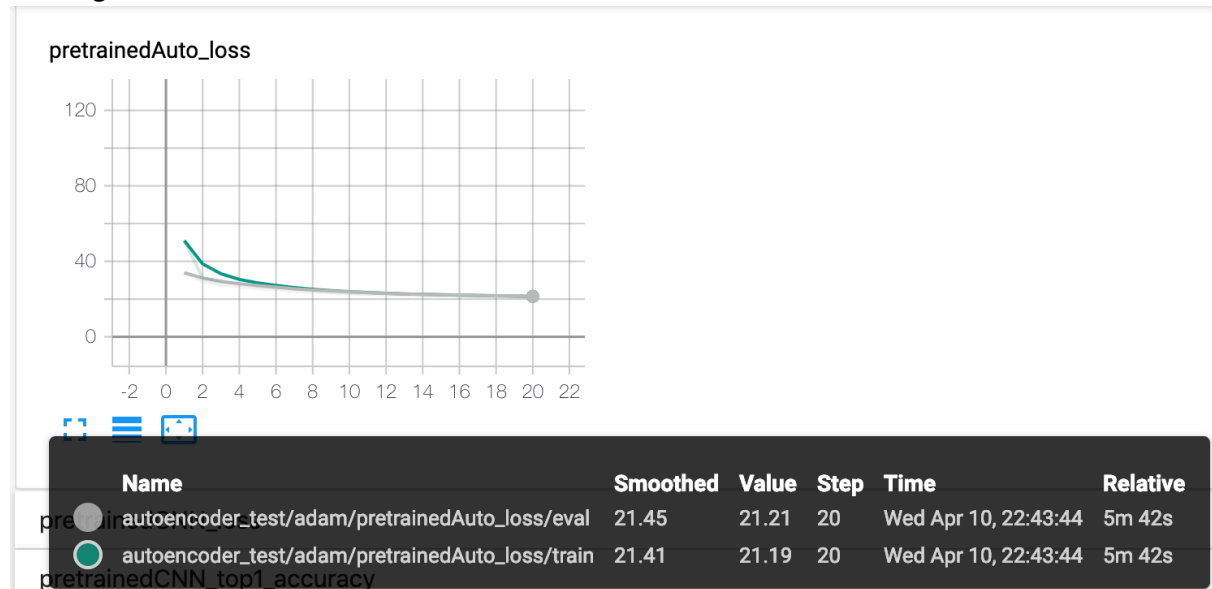 pretrainedAuto_loss
120
80
40
0
-2 0 2 4 6 8 10 12 14 16 18 20 22
Name Smoothed Value Step Time Relative
autoencoder_test/adam/pretrainedAuto_loss/eval 21.45 21.21 20 Wed Apr 10, 22:43:44 5m 42s
autoencoder_test/adam/pretrainedAuto_loss/train 21.41 21.19 20 Wed Apr 10, 22:43:44 5m 42s
pretrainedCNN_top1_accuracy